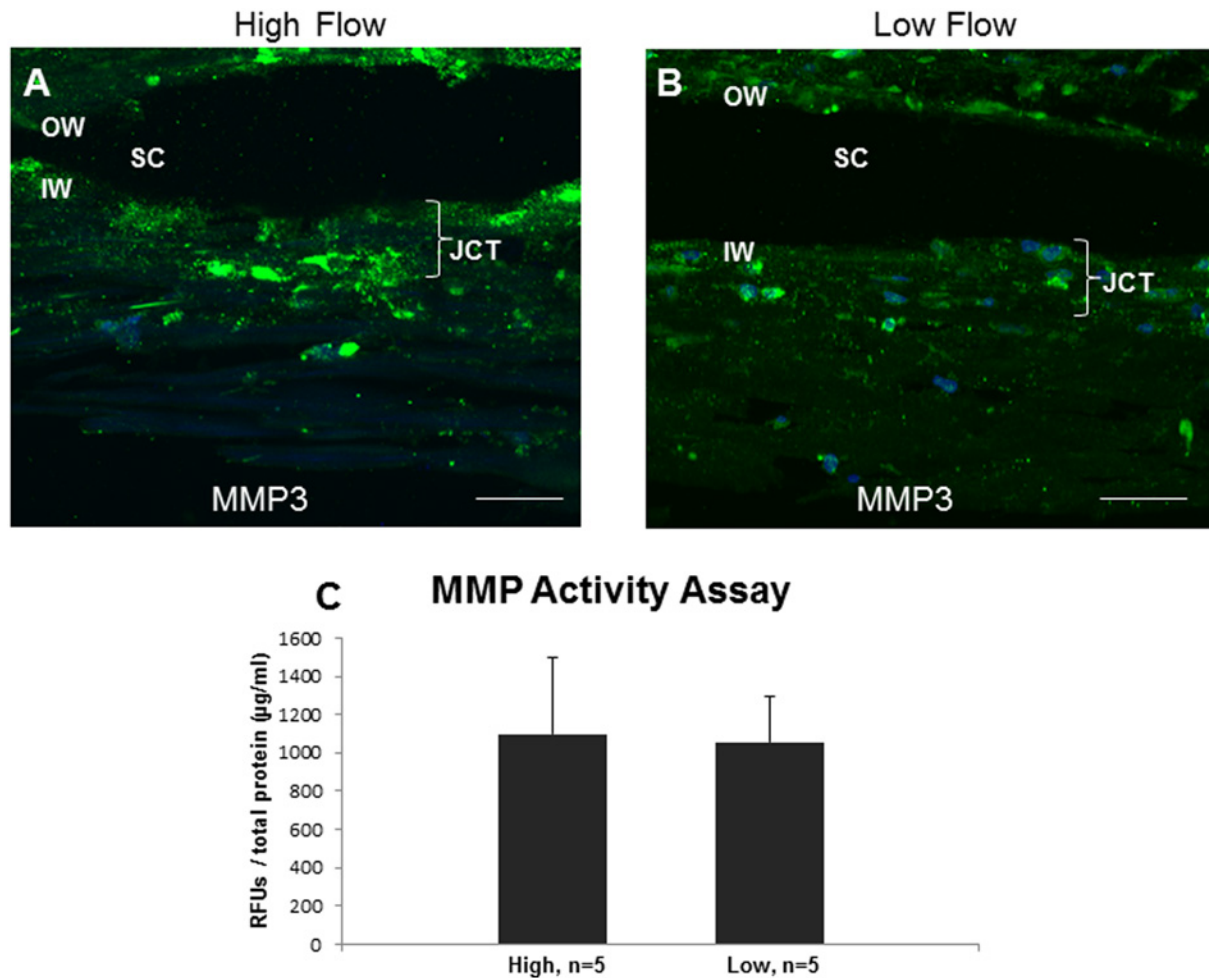 High Flow
Low Flow
A
OW
SC
IW
JCT
MMP3
B
OW
SC
IW
JCT
MMP3
C
MMP Activity Assay
RFUs / total protein (µg/ml)
1600
1400
1200
1000
800
600
400
200
0
High, n=5
Low, n=5